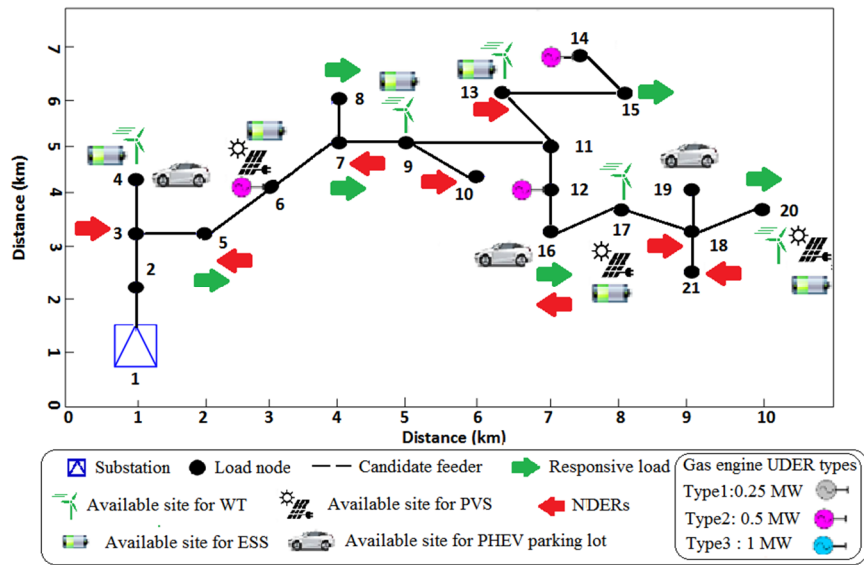 7
6
5
4
3
2
1
0
Distance (km)
14
13
15
8
11
7
9
19
4
10
12
6
20
3
5
16
17
18
21
2
1
0 1 2 3 4 5 6 7 8 9 10
Distance (km)
Substation Load node Candidate feeder Responsive load
Available site for WT Available site for PVS NDERs
Available site for ESS Available site for PHEV parking lot
Gas engine UDER types
Type1:0.25 MW
Type2: 0.5 MW
Type3 : 1 MW